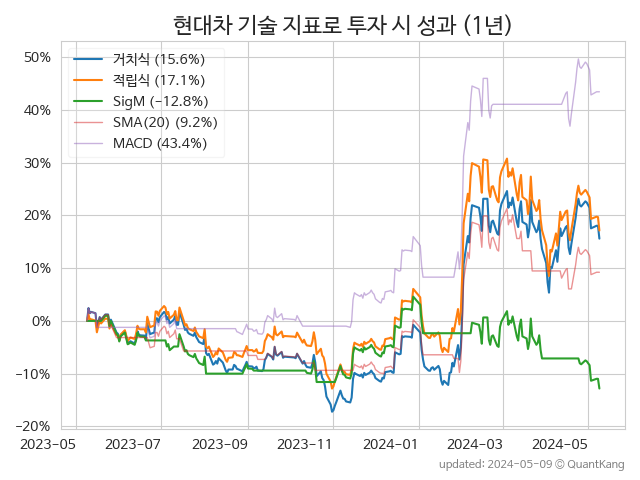 현대차 기술 지표로 투자 시 성과 (1년)
50%
40%
30%
20%
10%
0%
−10%
−20%
거치식 (15.6%)
적립식 (17.1%)
SigM (−12.8%)
SMA(20) (9.2%)
MACD (43.4%)
2023-05 2023-07 2023-09 2023-11 2024-01 2024-03 2024-05
updated: 2024-05-09 © QuantKang